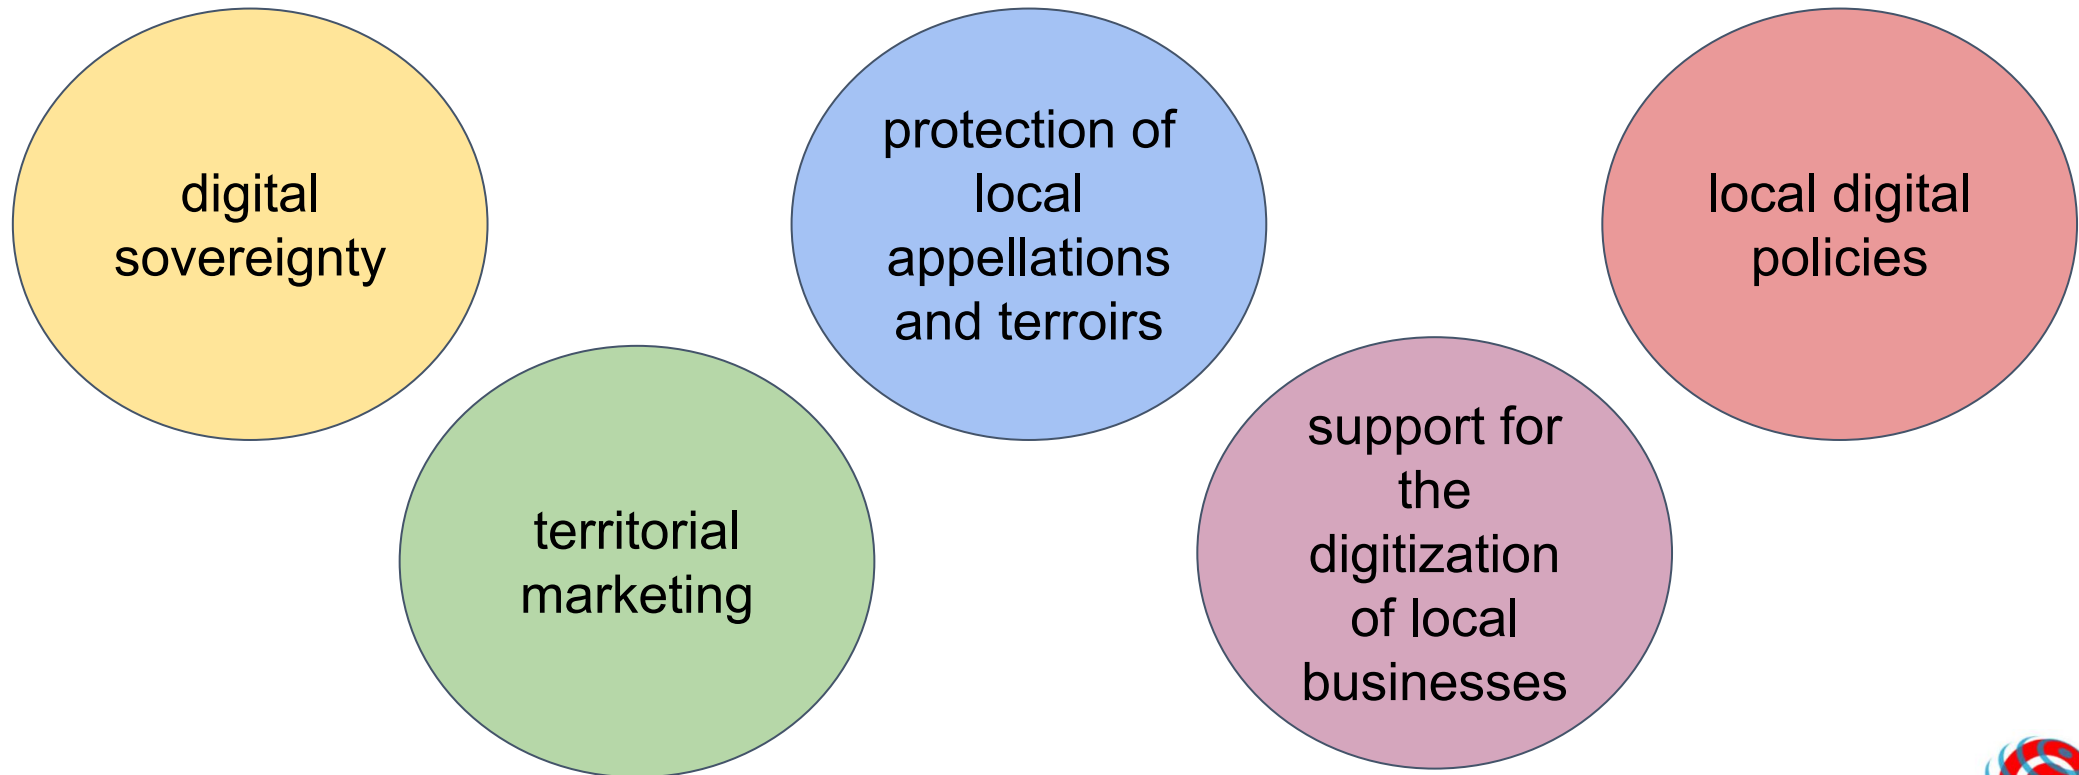 digital
sovereignty
protection of
local
appellations
and terroirs
local digital
policies
territorial
marketing
support for
the
digitization
of local
businesses